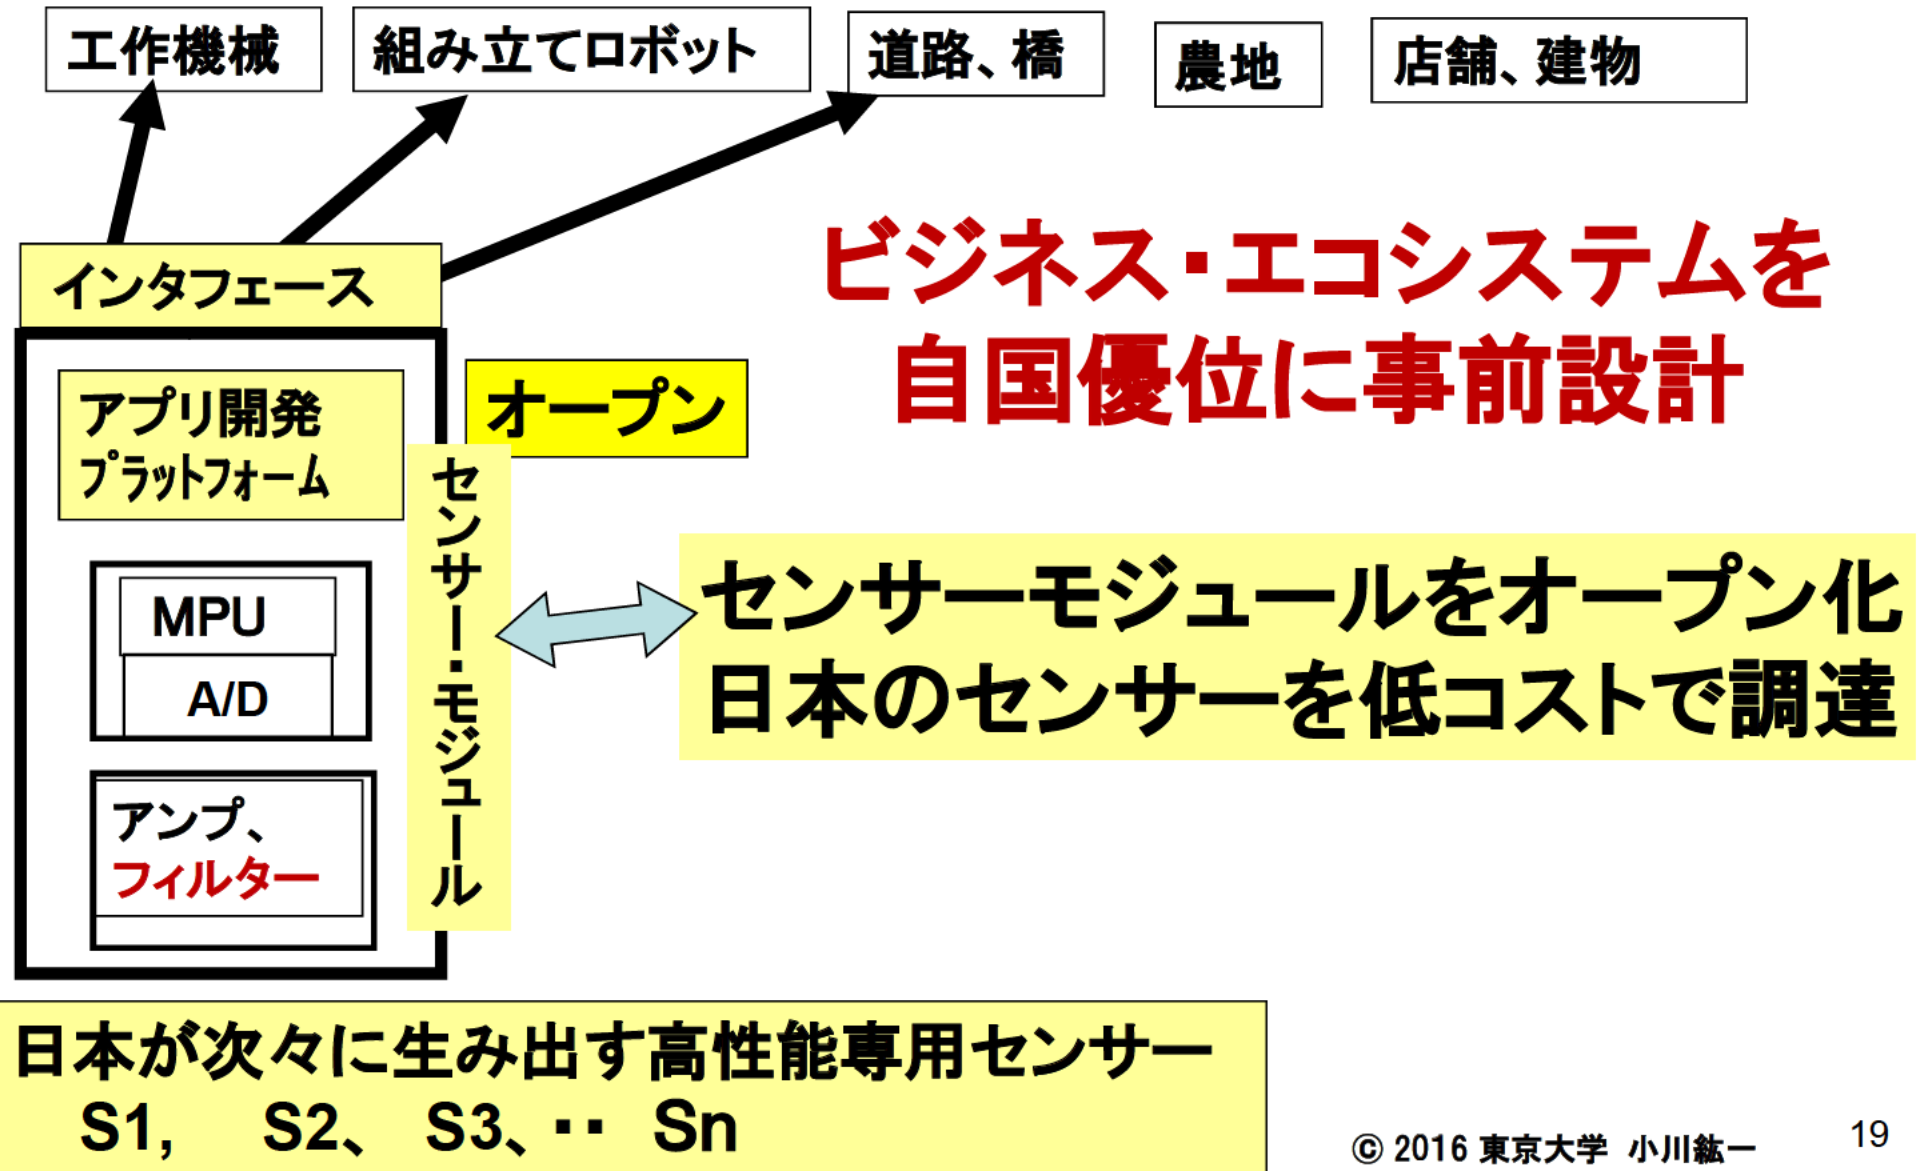 工作機械
組み立てロボット
道路、橋
農地
店舗、建物
ビジネス・エコシステムを
自国優位に事前設計
インタフェース
オープン
アプリ開発
プラットフォーム
センサー・モジュール
MPU
A/D
アンプ、
フィルター
センサーモジュールをオープン化
日本のセンサーを低コストで調達
日本が次々に生み出す高性能専用センサー
S1, S2、 S3、・・ Sn
© 2016 東京大学 小川紘一
19